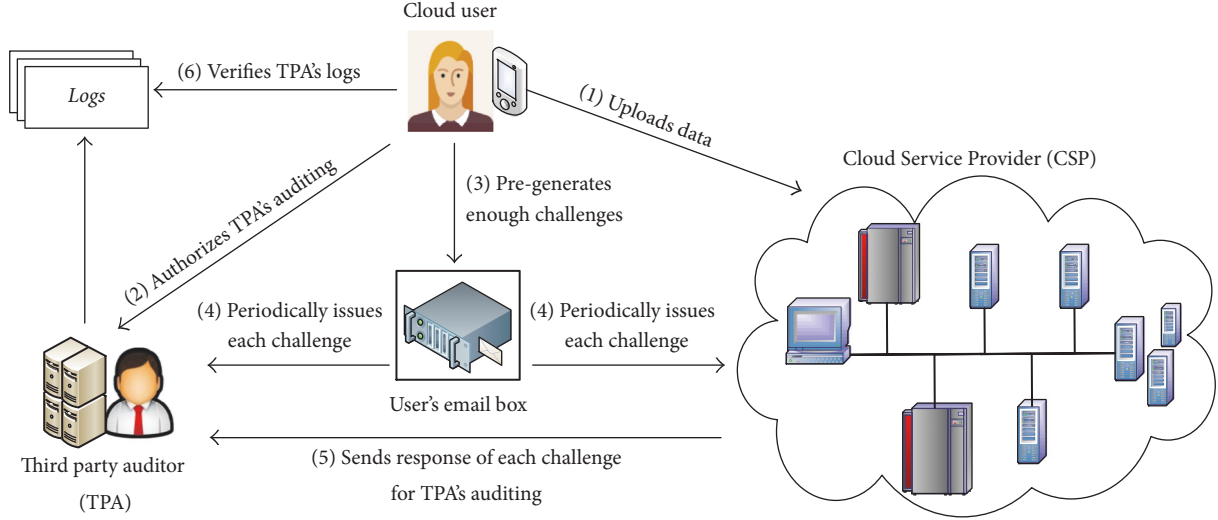 Cloud user
(6) Verifies TPA's logs
Logs
(1) Uploads data
Cloud Service Provider (CSP)
(2) Authorizes TPA's auditing
(3) Pre-generates
enough challenges
(4) Periodically issues
each challenge
(4) Periodically issues
each challenge
User's email box
Third party auditor
(TPA)
(5) Sends response of each challenge
for TPA's auditing